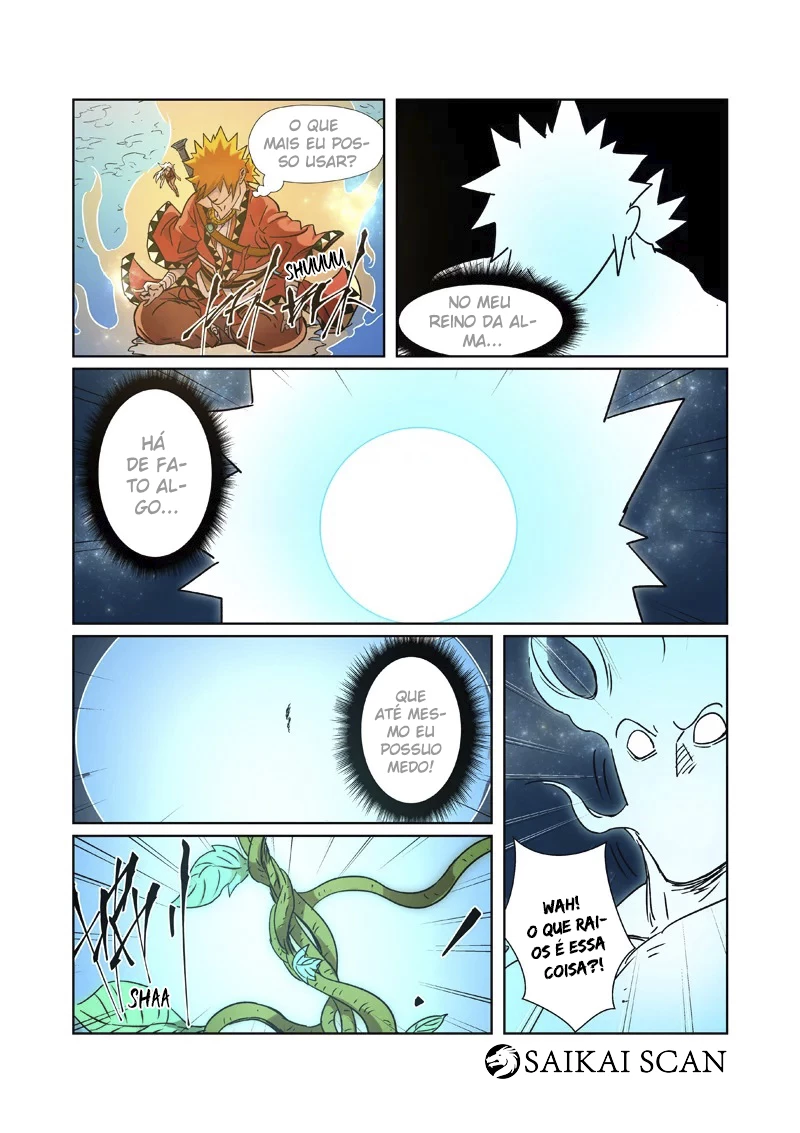 O QUE
MAIS EU POS-
SO USAR?
SHUUUU
NO MEU
REINO DA AL-
MA...
HÁ
DE FA-
TO AL-
GO...
QUE
ATÉ MES-
MO EU
POSSUO
MEDO!
WAH!
O QUE RAI-
OS É ESSA
COISA?!
SHAA
SAIKAI SCAN